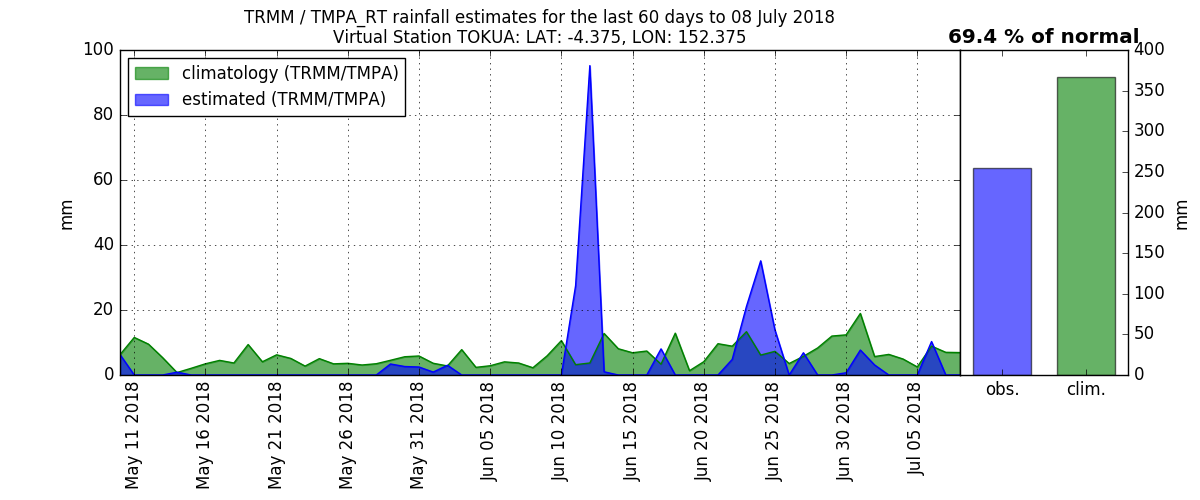 TRMM / TMPA_RT rainfall estimates for the last 60 days to 08 July 2018
Virtual Station TOKUA: LAT: -4.375, LON: 152.375
69.4 % of normal
climatology (TRMM/TMPA)
estimated (TRMM/TMPA)
100
80
60
40
20
0
mm
May 11 2018
May 16 2018
May 21 2018
May 26 2018
May 31 2018
Jun 05 2018
Jun 10 2018
Jun 15 2018
Jun 20 2018
Jun 25 2018
Jun 30 2018
Jul 05 2018
400
350
300
250
200
150
100
50
0
mm
obs.
clim.